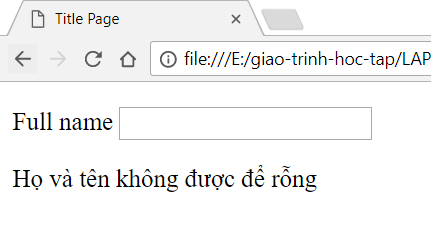 Title Page
file:///E:/giao-trinh-hoc-tap/LAP
Full name
Họ và tên không được để rỗng